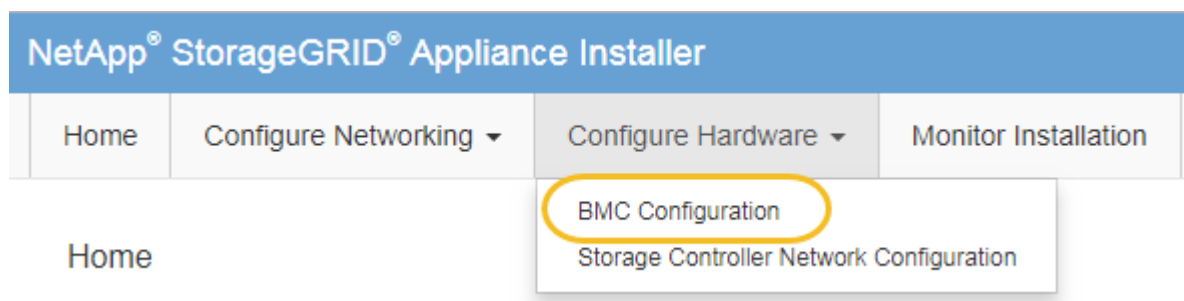 NetApp® StorageGRID® Appliance Installer
Home Configure Networking Configure Hardware Monitor Installation
BMC Configuration
Home
Storage Controller Network Configuration